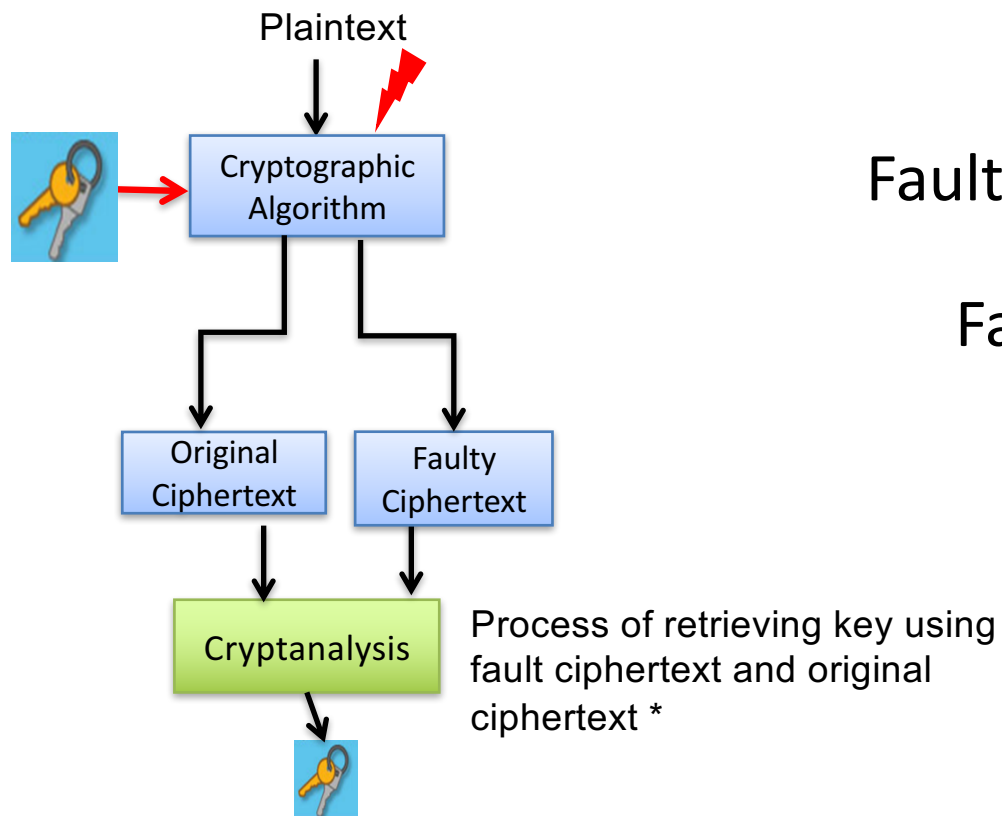 Plaintext
Cryptographic
Algorithm
Fault
Fa
Original
Ciphertext
Faulty
Ciphertext
Cryptanalysis
Process of retrieving key using
fault ciphertext and original
ciphertext *